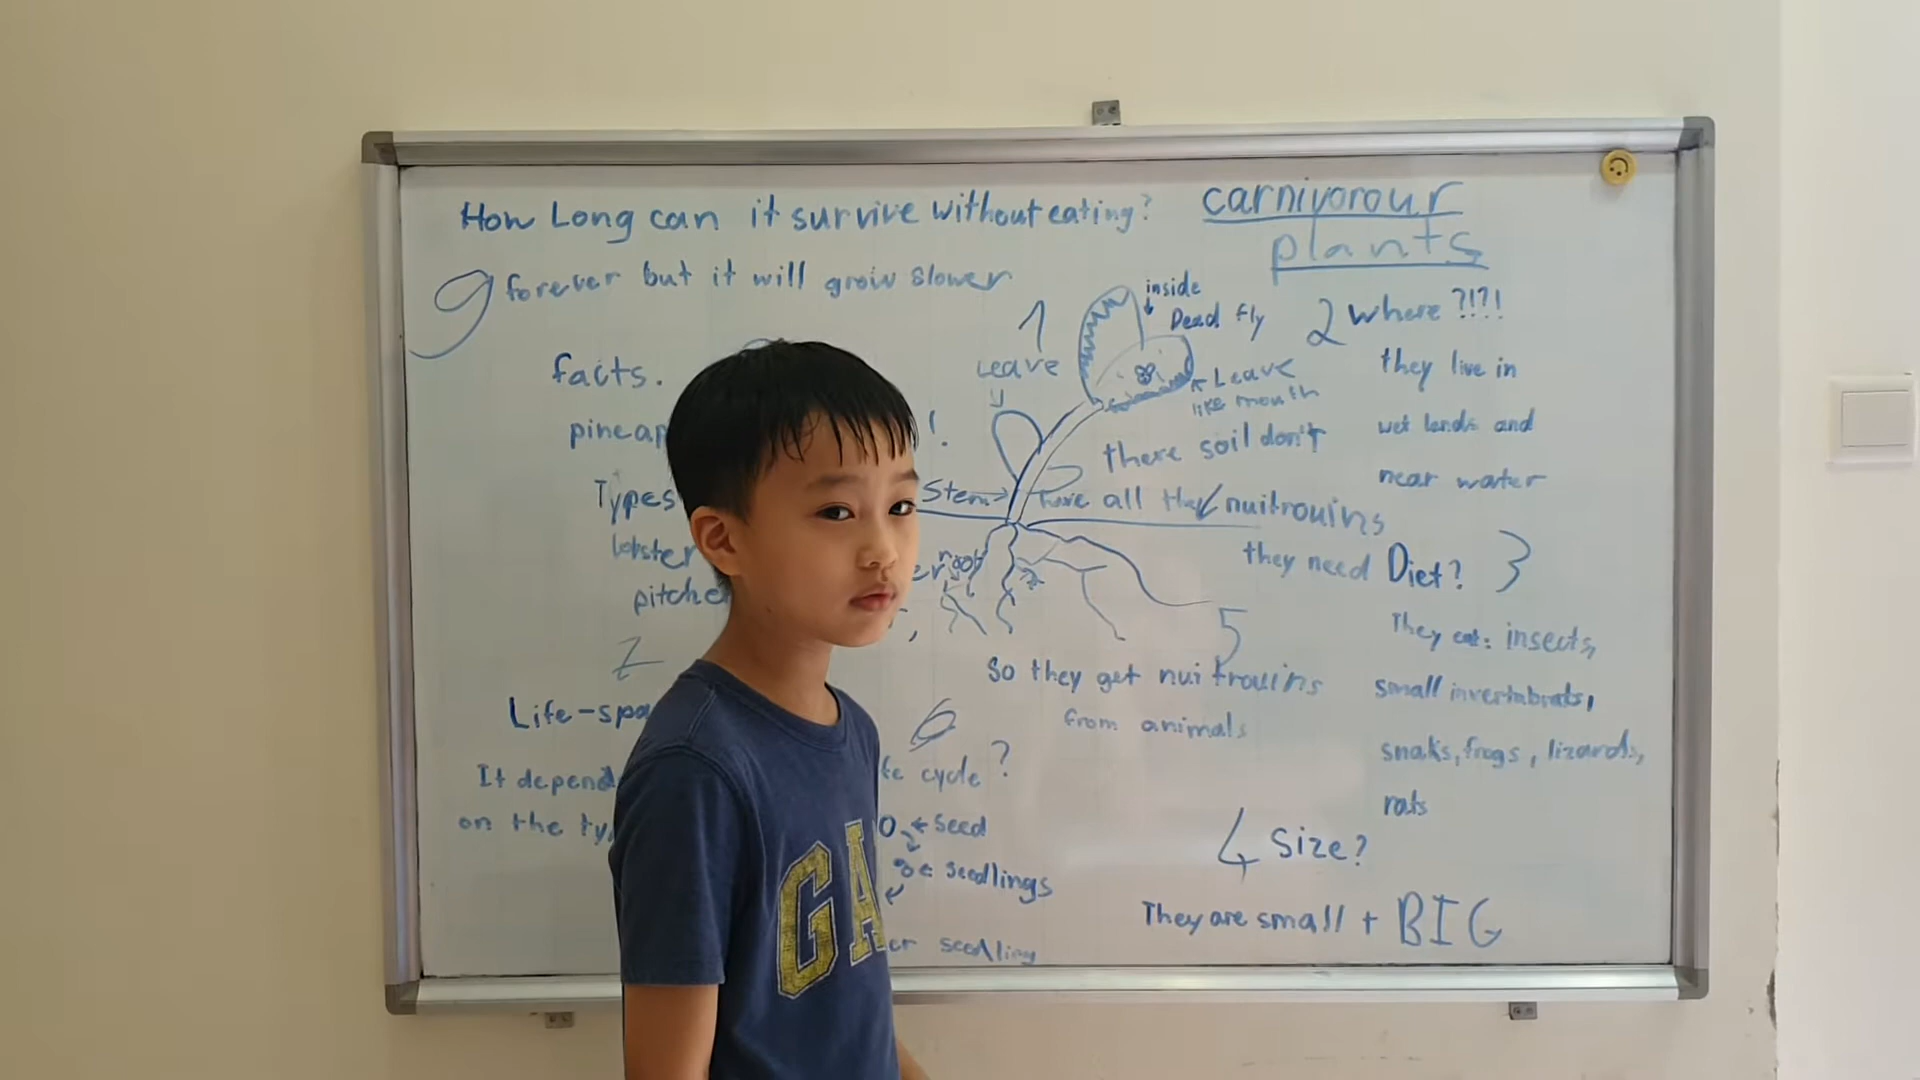 How Long can it survive without eating?
carnivorour
plants
9 forever but it will grow slower
1
Leave
inside
Dead fly
Leave
like mouth
2 where ?!?!
they live in
wet lands and
near water
facts.
!.
Types
lobster
pitche
Stem
root
there soil don't
have all the nuitrouins
they need
5
So they get nuitrouins
from animals
Diet? 3
They eat: insects,
small invertabrats,
snaks, frogs, lizards,
rats
4 Size?
They are small + BIG
Life-spa
It depend
on the ty
6
cycle?
seed
seedlings
er seedling
GA